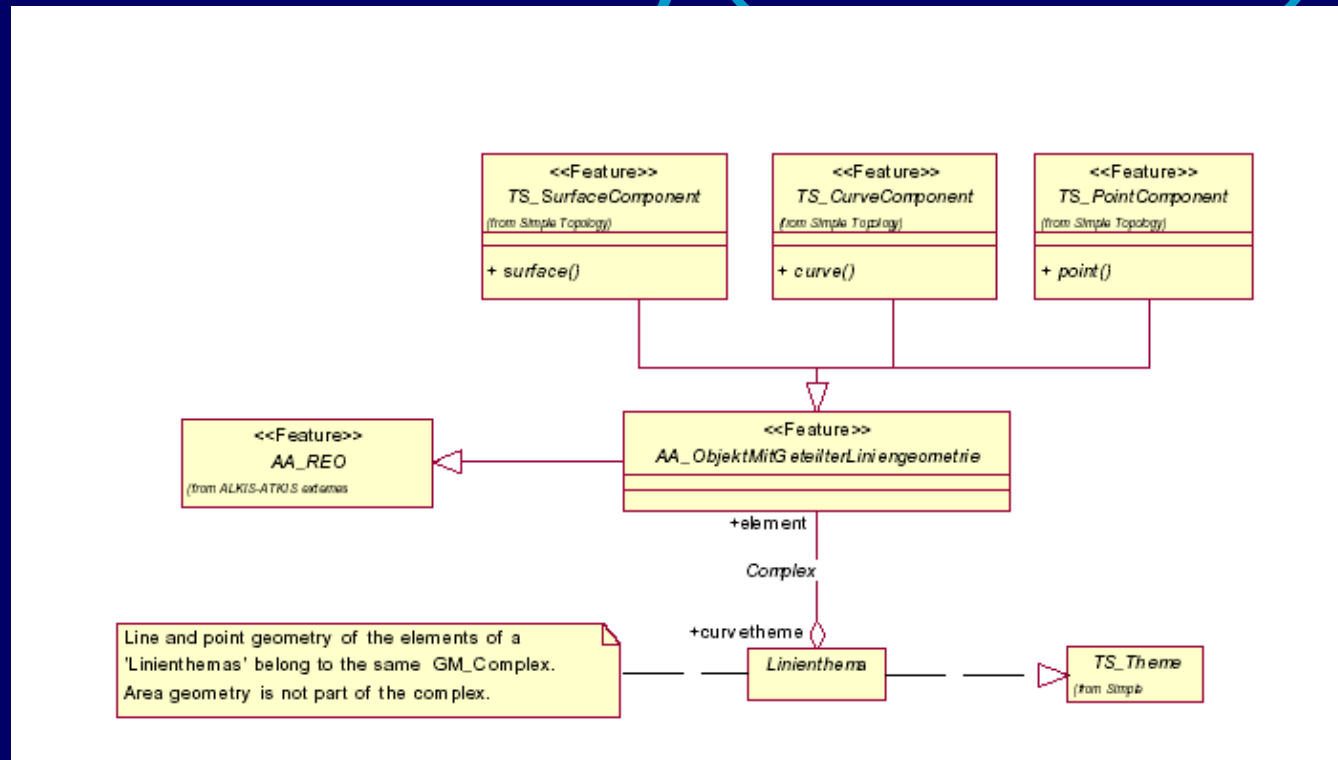 <<Feature>>
TS_SurfaceComponent
(from Simple Topology)
+ surface()
<<Feature>>
TS_CurveComponent
(from Simple Topology)
+ curve()
<<Feature>>
TS_PointComponent
(from Simple Topology)
+ point()
<<Feature>>
AA_REO
(from ALKIS-ATKIS externes
<<Feature>>
AA_ObjektMitGeteilterLiniengeometrie
+element
Complex
+curvetheme
Line and point geometry of the elements of a
'Linienthemas' belong to the same GM_Complex.
Area geometry is not part of the complex.
Linienthema
TS_Theme
(from Simple